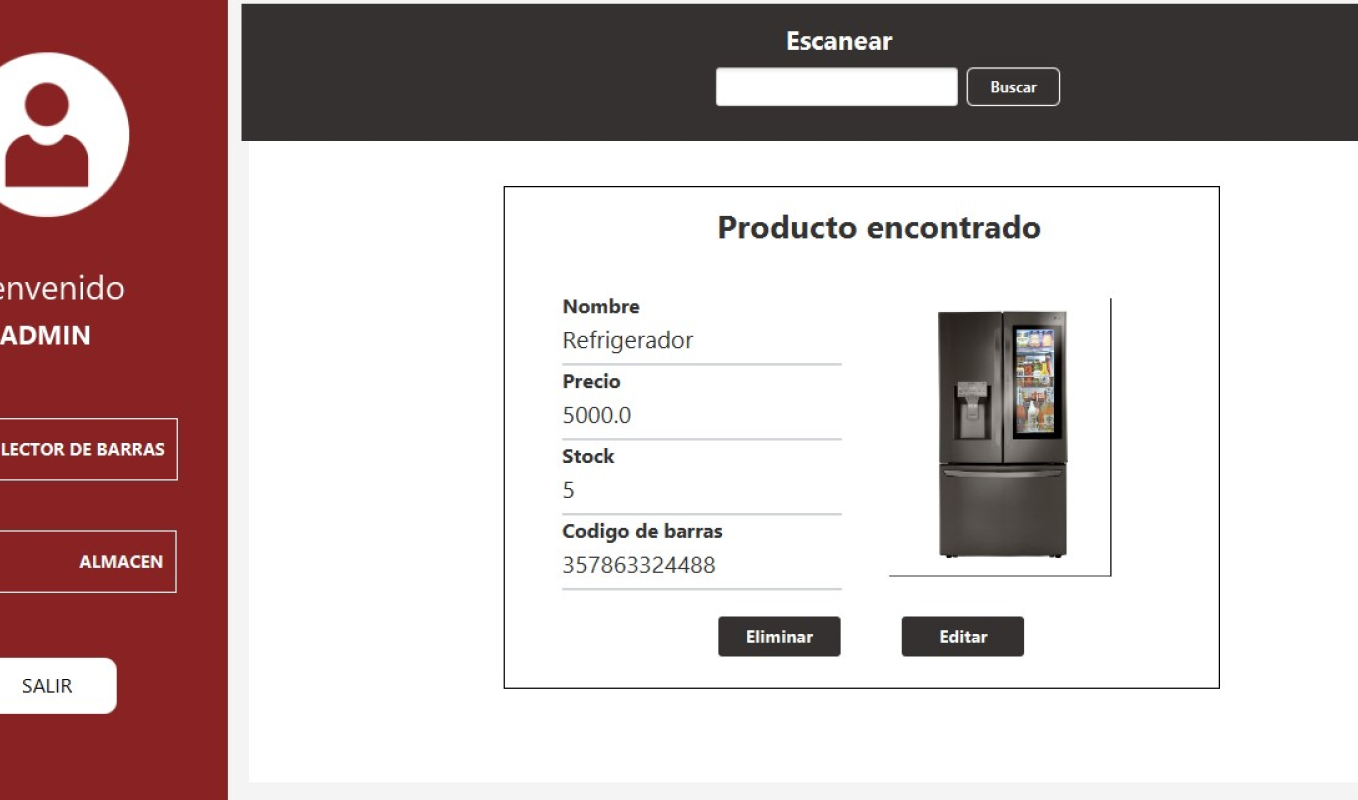 envenido
ADMIN
LECTOR DE BARRAS
ALMACEN
SALIR
Escanear
Buscar
Producto encontrado
Nombre
Refrigerador
Precio
5000.0
Stock
5
Codigo de barras
357863324488
Eliminar
Editar